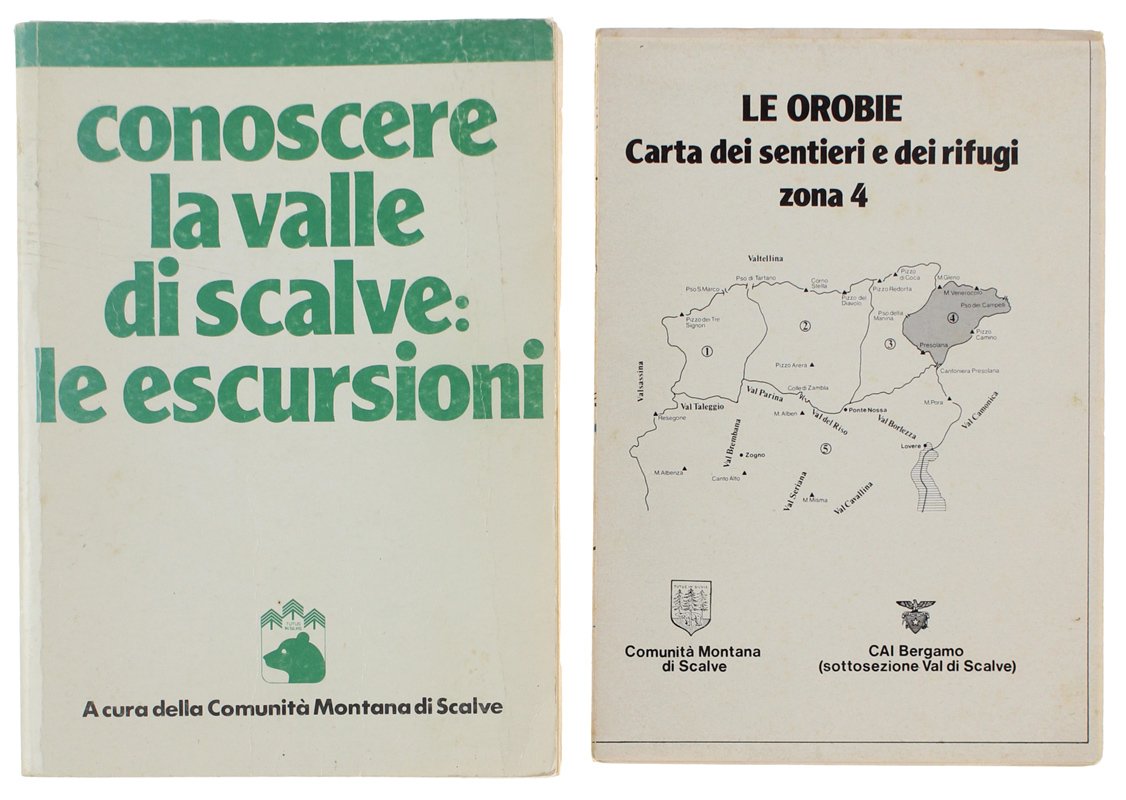 conoscere
la valle
di scalve:
le escursioni
A cura della Comunità Montana di Scalve
LE OROBIE
Carta dei sentieri e dei rifugi
zona 4
Valtellina
Pso di Tartano
Corno
Stella
Pizzo
di Coca
M. Gleno
Pso S. Marco
Pizzo del
Diavolo
Pizzo Redorta
M. Venerocolo
Pso dei Campelli
Pizzo dei Tre
Signori
Pso della
Manina
1
2
3
4
Pizzo
Camino
Presolana
Pizzo Arera
Cantoniera Presolana
Valsassina
Colle di Zambla
Val Taleggio
Val Parina
M. Alben
Val del Riso
Ponte Nossa
M. Pora
Val Camonica
Resegone
Val Borlezza
Val Brembana
Zogno
5
Lovere
M. Albenza
Canto Alto
Val Seriana
M. Misma
Val Cavallina
Comunità Montana
di Scalve
CAI Bergamo
(sottosezione Val di Scalve)